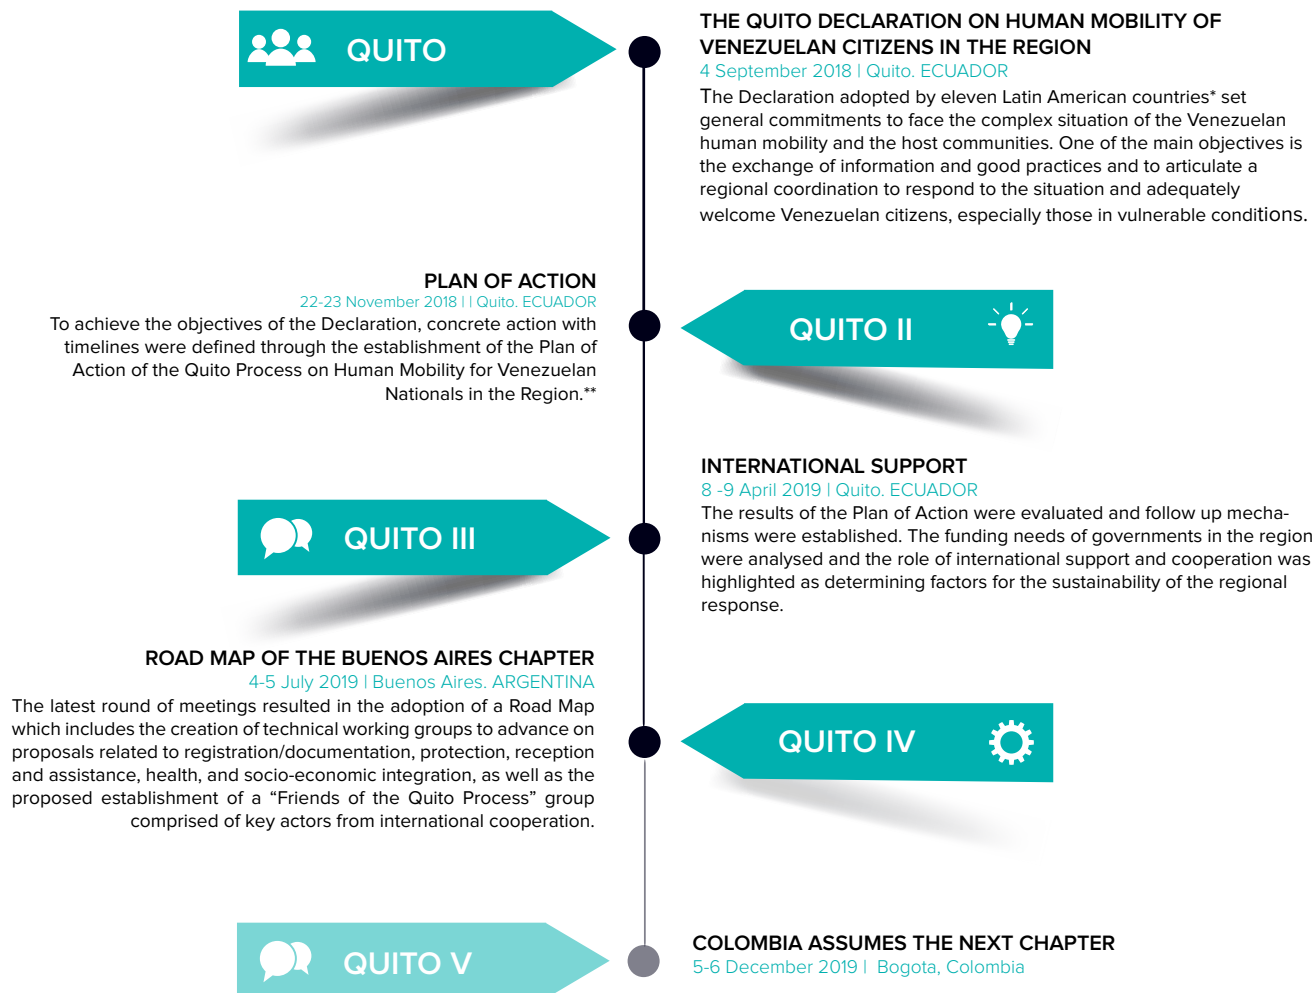 QUITO
THE QUITO DECLARATION ON HUMAN MOBILITY OF
VENEZUELAN CITIZENS IN THE REGION
4 September 2018 | Quito. ECUADOR
The Declaration adopted by eleven Latin American countries* set
general commitments to face the complex situation of the Venezuelan
human mobility and the host communities. One of the main objectives is
the exchange of information and good practices and to articulate a
regional coordination to respond to the situation and adequately
welcome Venezuelan citizens, especially those in vulnerable conditions.
PLAN OF ACTION
22-23 November 2018 | | Quito. ECUADOR
To achieve the objectives of the Declaration, concrete action with
timelines were defined through the establishment of the Plan of
Action of the Quito Process on Human Mobility for Venezuelan
Nationals in the Region.**
QUITO II
INTERNATIONAL SUPPORT
8 -9 April 2019 | Quito. ECUADOR
The results of the Plan of Action were evaluated and follow up mecha-
nisms were established. The funding needs of governments in the region
were analysed and the role of international support and cooperation was
highlighted as determining factors for the sustainability of the regional
response.
QUITO III
ROAD MAP OF THE BUENOS AIRES CHAPTER
4-5 July 2019 | Buenos Aires. ARGENTINA
The latest round of meetings resulted in the adoption of a Road Map
which includes the creation of technical working groups to advance on
proposals related to registration/documentation, protection, reception
and assistance, health, and socio-economic integration, as well as the
proposed establishment of a “Friends of the Quito Process” group
comprised of key actors from international cooperation.
QUITO IV
QUITO V
COLOMBIA ASSUMES THE NEXT CHAPTER
5-6 December 2019 | Bogota, Colombia